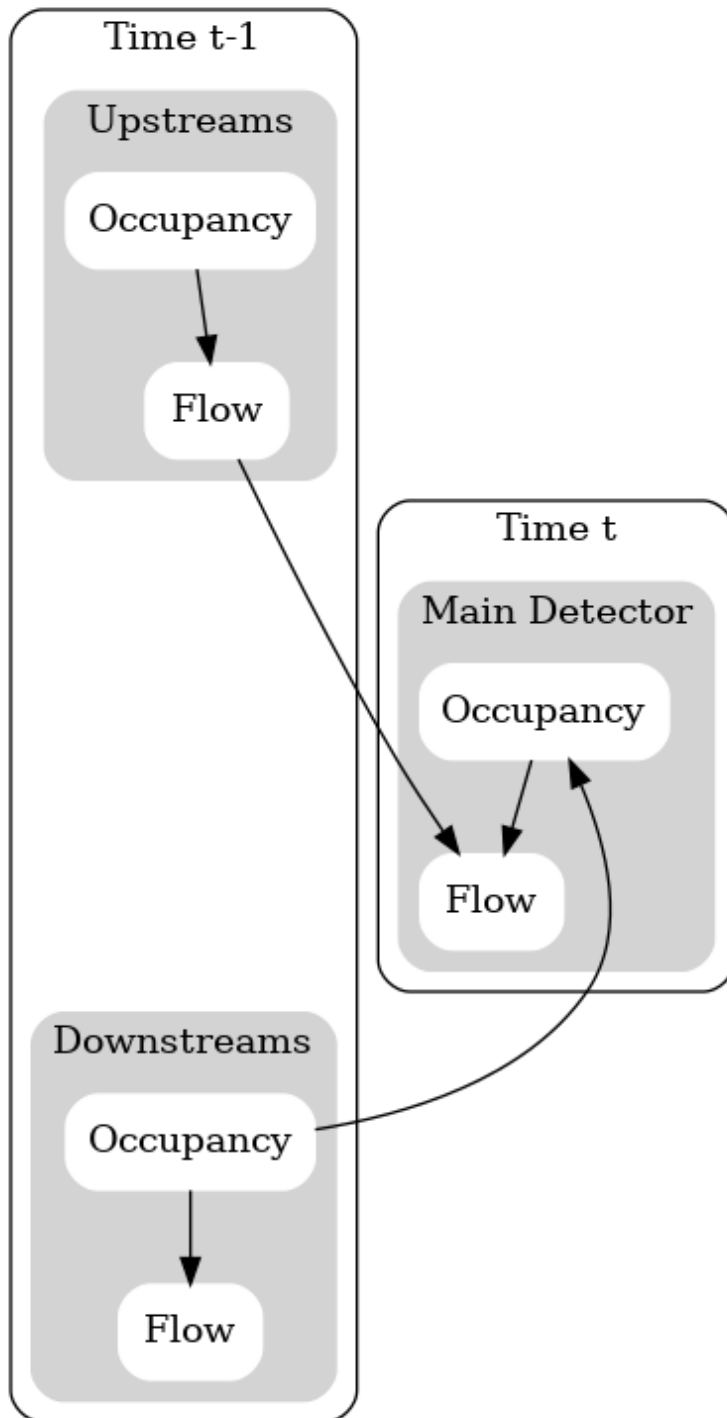 Time t-1
Upstreams
Occupancy
Flow
Time t
Main Detector
Occupancy
Flow
Downstreams
Occupancy
Flow